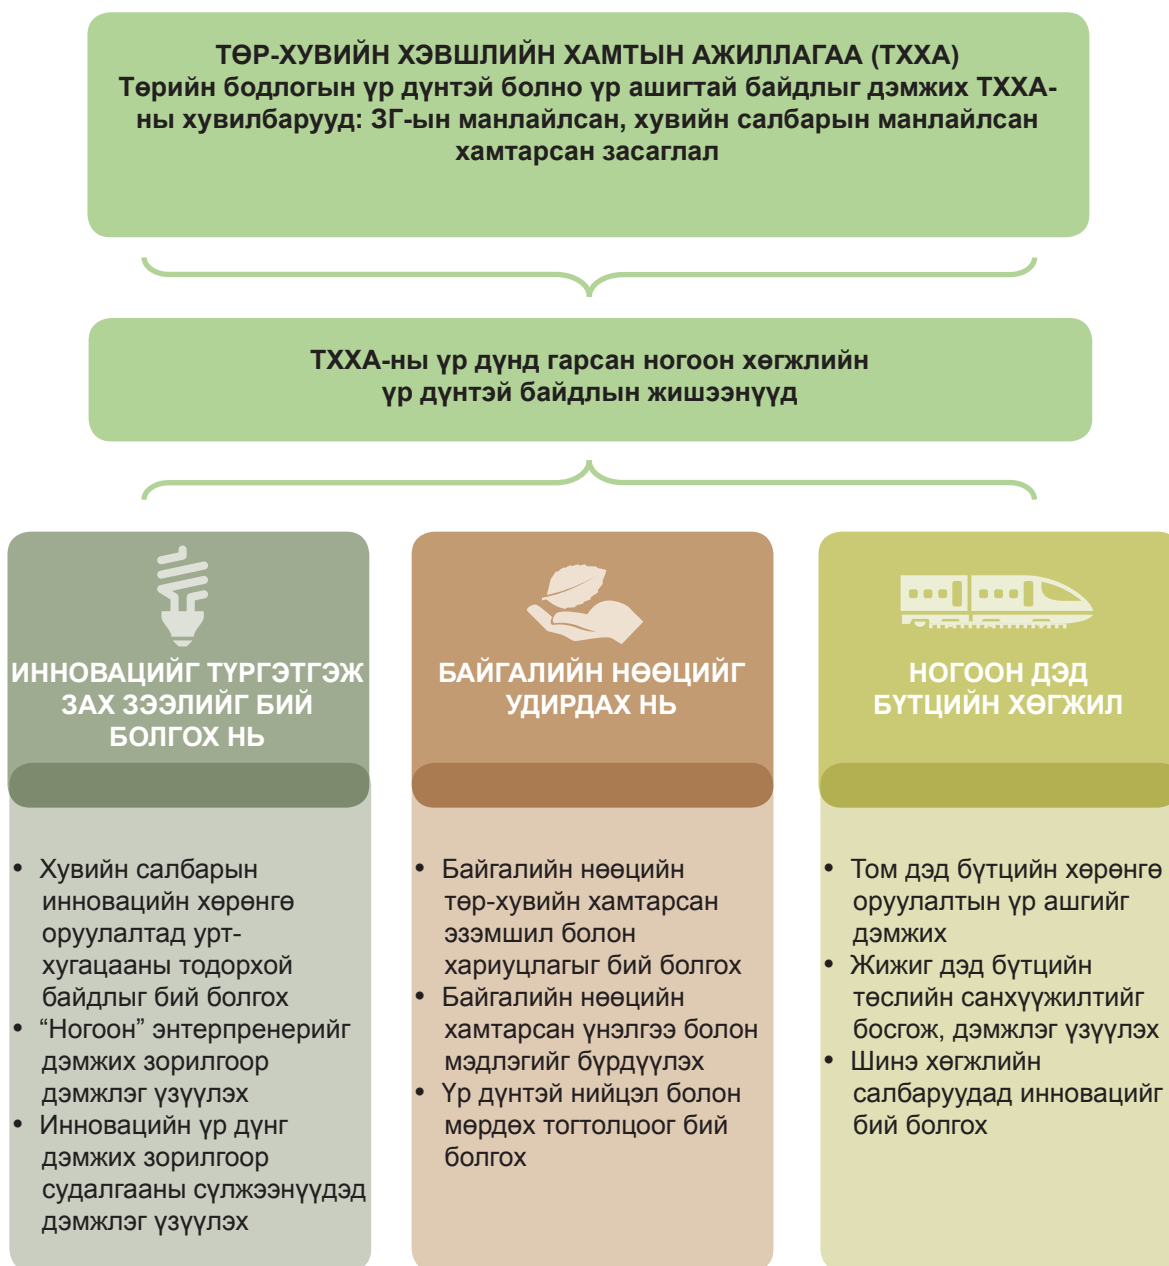 ТӨР-ХУВИЙН ХЭВШЛИЙН ХАМТЫН АЖИЛЛАГАА (ТХХА)
Төрийн бодлогын үр дүнтэй болно үр ашигтай байдлыг дэмжих ТХХА-
ны хувилбарууд: ЗГ-ын манлайлсан, хувийн салбарын манлайлсан
хамтарсан засаглал
ТХХА-ны үр дүнд гарсан ногоон хөгжлийн
үр дүнтэй байдлын жишээнүүд
ИННОВАЦИЙГ ТҮРГЭТГЭЖ
ЗАХ ЗЭЭЛИЙГ БИЙ
БОЛГОХ НЬ
• Хувийн салбарын
инновацийн хөрөнгө
оруулалтад урт-
хугацааны тодорхой
байдлыг бий болгох
• “Ногоон” энтерпренерийг
дэмжих зорилгоор
дэмжлэг үзүүлэх
• Инновацийн үр дүнг
дэмжих зорилгоор
судалгааны сүлжээнүүдэд
дэмжлэг үзүүлэх
БАЙГАЛИЙН НӨӨЦИЙГ
УДИРДАХ НЬ
• Байгалийн нөөцийн
төр-хувийн хамтарсан
эзэмшил болон
хариуцлагыг бий болгох
• Байгалийн нөөцийн
хамтарсан үнэлгээ болон
мэдлэгийг бүрдүүлэх
• Үр дүнтэй нийцэл болон
мөрдөх тогтолцоог бий
болгох
НОГООН ДЭД
БҮТЦИЙН ХӨГЖИЛ
• Том дэд бүтцийн хөрөнгө
оруулалтын үр ашгийг
дэмжих
• Жижиг дэд бүтцийн
төслийн санхүүжилтийг
босгож, дэмжлэг үзүүлэх
• Шинэ хөгжлийн
салбаруудад инновацийг
бий болгох